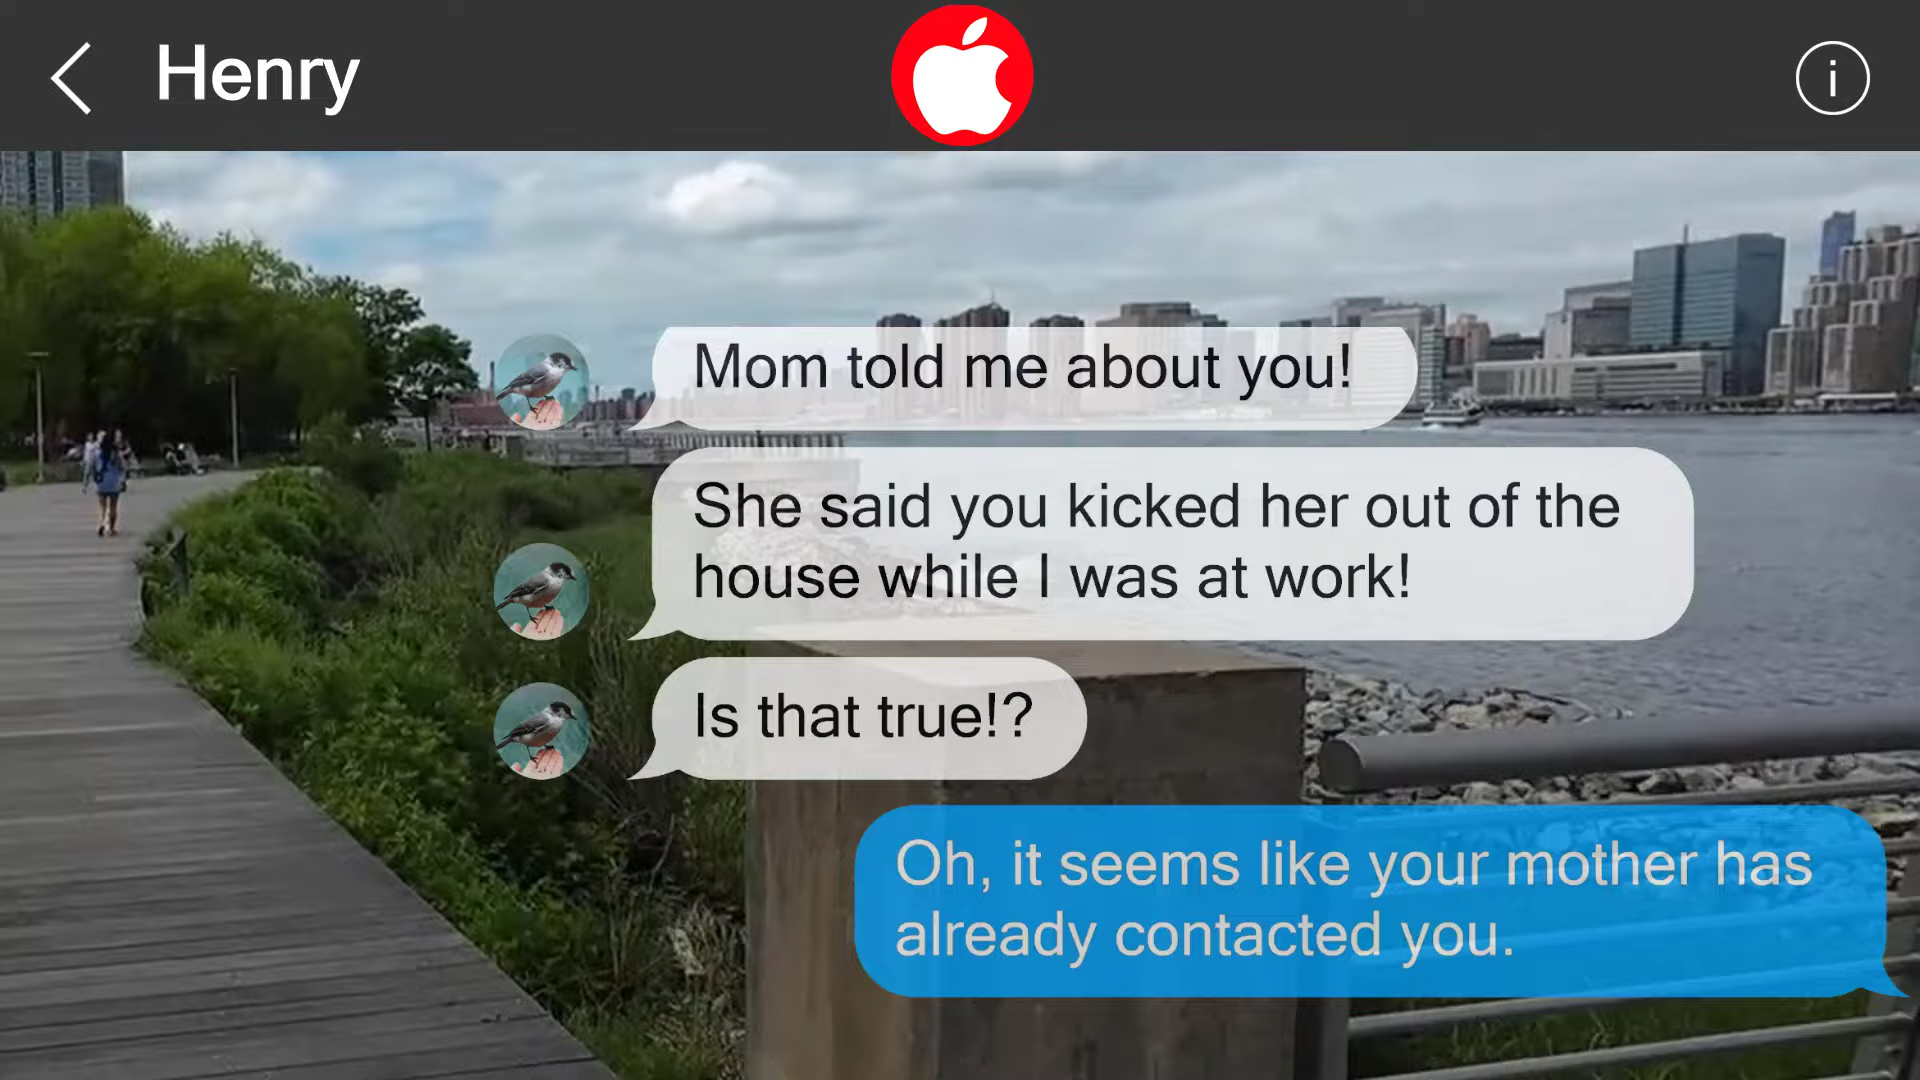 Henry
i
Mom told me about you!
She said you kicked her out of the
house while I was at work!
Is that true!?
Oh, it seems like your mother has
already contacted you.